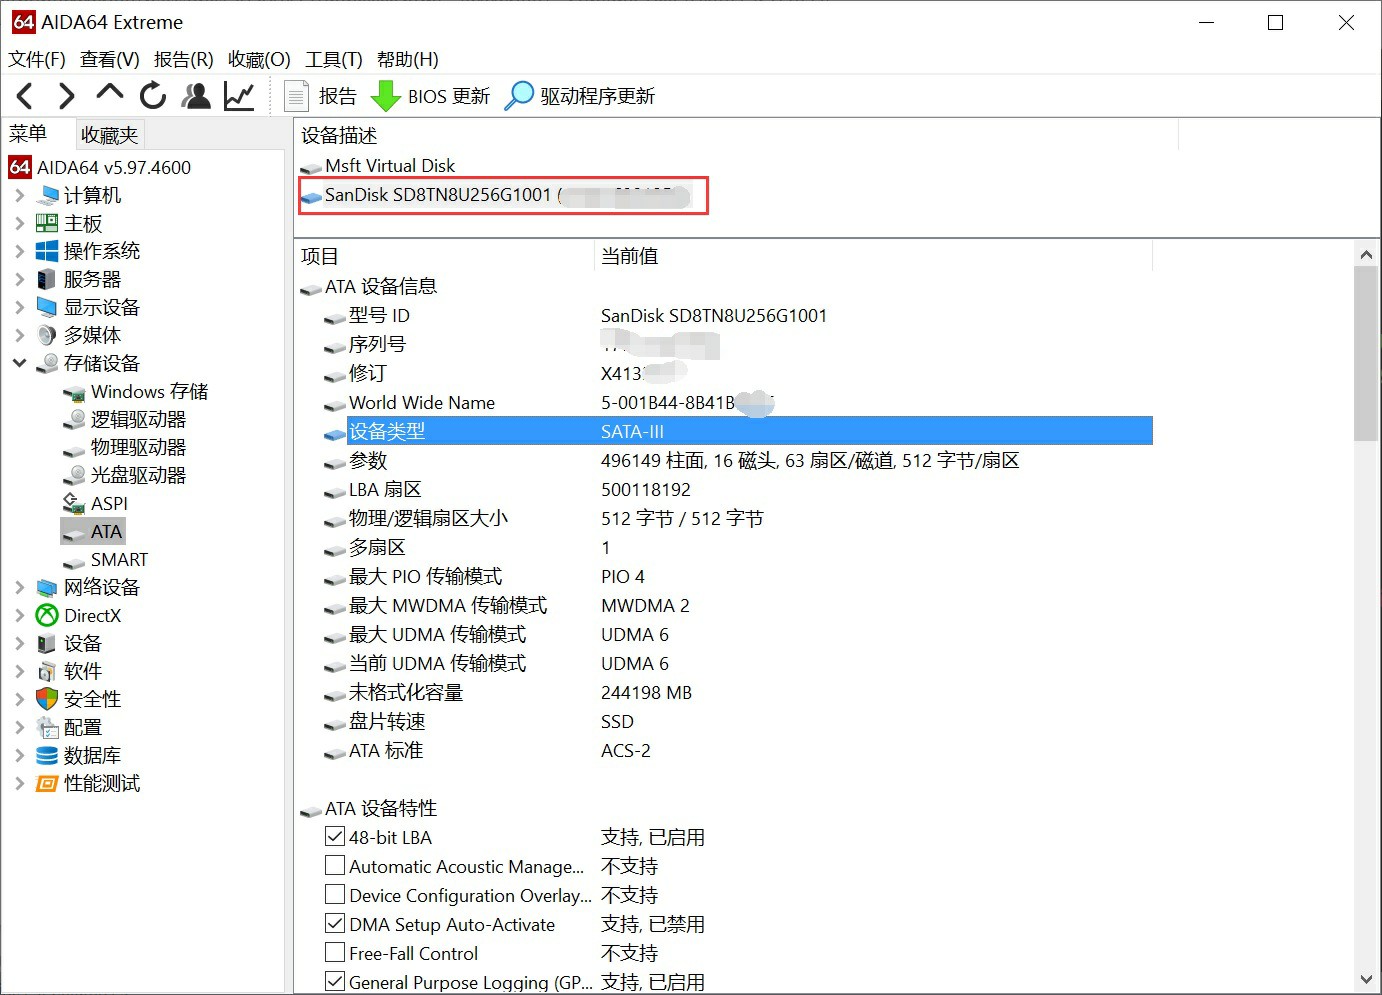 64 AIDA64 Extreme
文件(F) 查看(V) 报告(R) 收藏(O) 工具(T) 帮助(H)
报告 BIOS 更新 驱动程序更新
菜单 收藏夹
64 AIDA64 v5.97.4600
计算机
主板
操作系统
服务器
显示设备
多媒体
存储设备
Windows 存储
逻辑驱动器
物理驱动器
光盘驱动器
ASPI
ATA
SMART
网络设备
DirectX
设备
软件
安全性
配置
数据库
性能测试
设备描述
Msft Virtual Disk
SanDisk SD8TN8U256G1001 (
项目 当前值
ATA 设备信息
型号 ID SanDisk SD8TN8U256G1001
序列号
修订 X413
World Wide Name 5-001B44-8B41B
设备类型 SATA-III
参数 496149 柱面, 16 磁头, 63 扇区/磁道, 512 字节/扇区
LBA 扇区 500118192
物理/逻辑扇区大小 512 字节 / 512 字节
多扇区 1
最大 PIO 传输模式 PIO 4
最大 MWDMA 传输模式 MWDMA 2
最大 UDMA 传输模式 UDMA 6
当前 UDMA 传输模式 UDMA 6
未格式化容量 244198 MB
盘片转速 SSD
ATA 标准 ACS-2
ATA 设备特性
48-bit LBA 支持, 已启用
Automatic Acoustic Manage... 不支持
Device Configuration Overlay... 不支持
DMA Setup Auto-Activate 支持, 已禁用
Free-Fall Control 不支持
General Purpose Logging (GP... 支持, 已启用